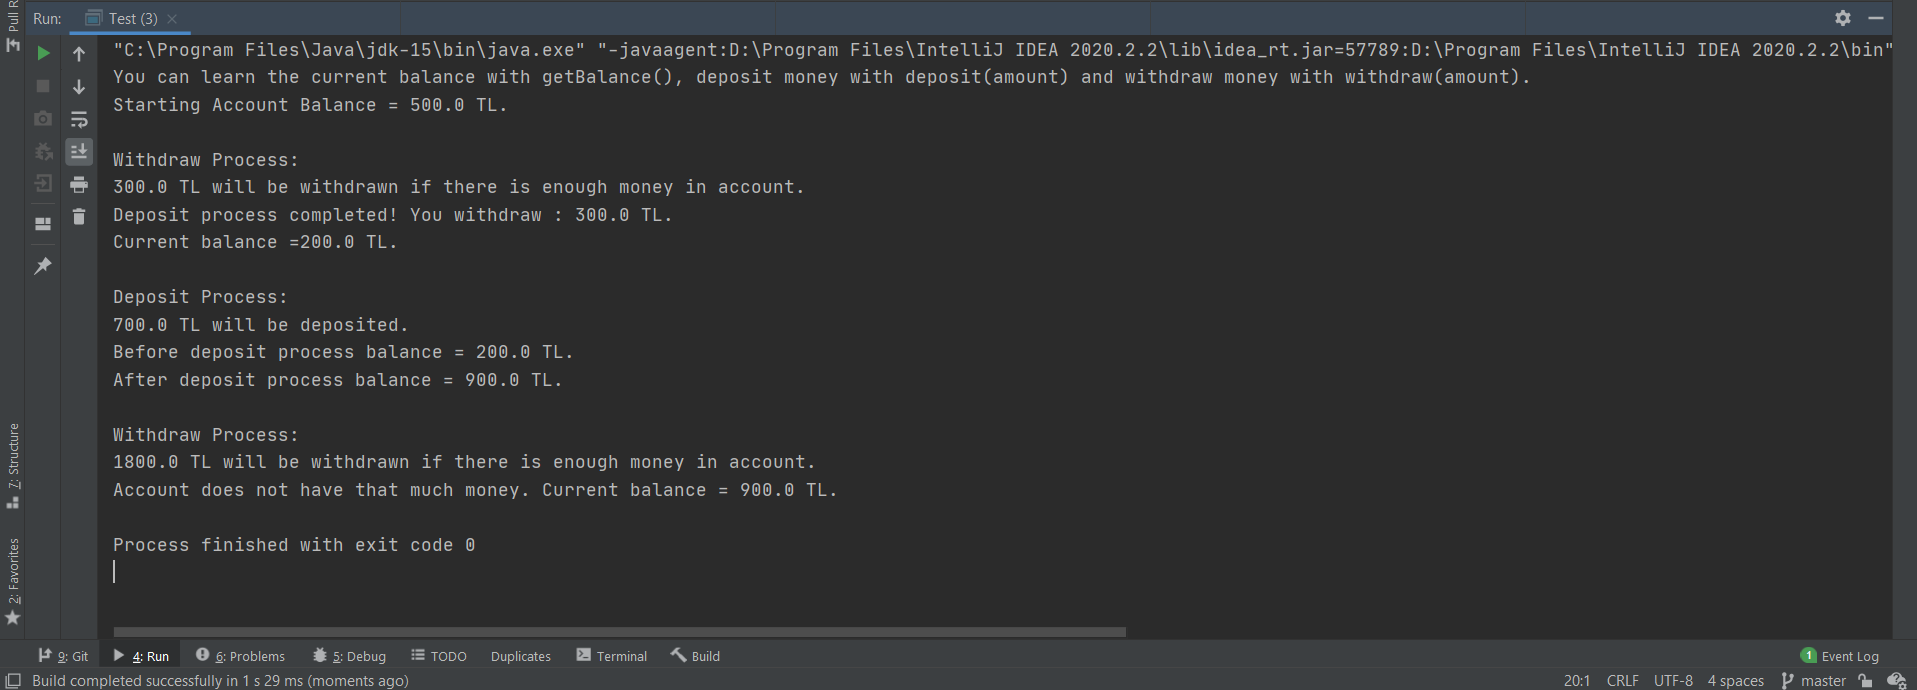 Pull R
Run: Test (3)
"C:\Program Files\Java\jdk-15\bin\java.exe" "-javaagent:D:\Program Files\IntelliJ IDEA 2020.2.2\lib\idea_rt.jar=57789:D:\Program Files\IntelliJ IDEA 2020.2.2\bin"
You can learn the current balance with getBalance(), deposit money with deposit(amount) and withdraw money with withdraw(amount).
Starting Account Balance = 500.0 TL.
Withdraw Process:
300.0 TL will be withdrawn if there is enough money in account.
Deposit process completed! You withdraw : 300.0 TL.
Current balance =200.0 TL.
Deposit Process:
700.0 TL will be deposited.
Before deposit process balance = 200.0 TL.
After deposit process balance = 900.0 TL.
Withdraw Process:
1800.0 TL will be withdrawn if there is enough money in account.
Account does not have that much money. Current balance = 900.0 TL.
Process finished with exit code 0
7: Structure
2: Favorites
9: Git 4: Run 6: Problems 5: Debug TODO Duplicates Terminal Build 1 Event Log
Build completed successfully in 1 s 29 ms (moments ago) 20:1 CRLF UTF-8 4 spaces master